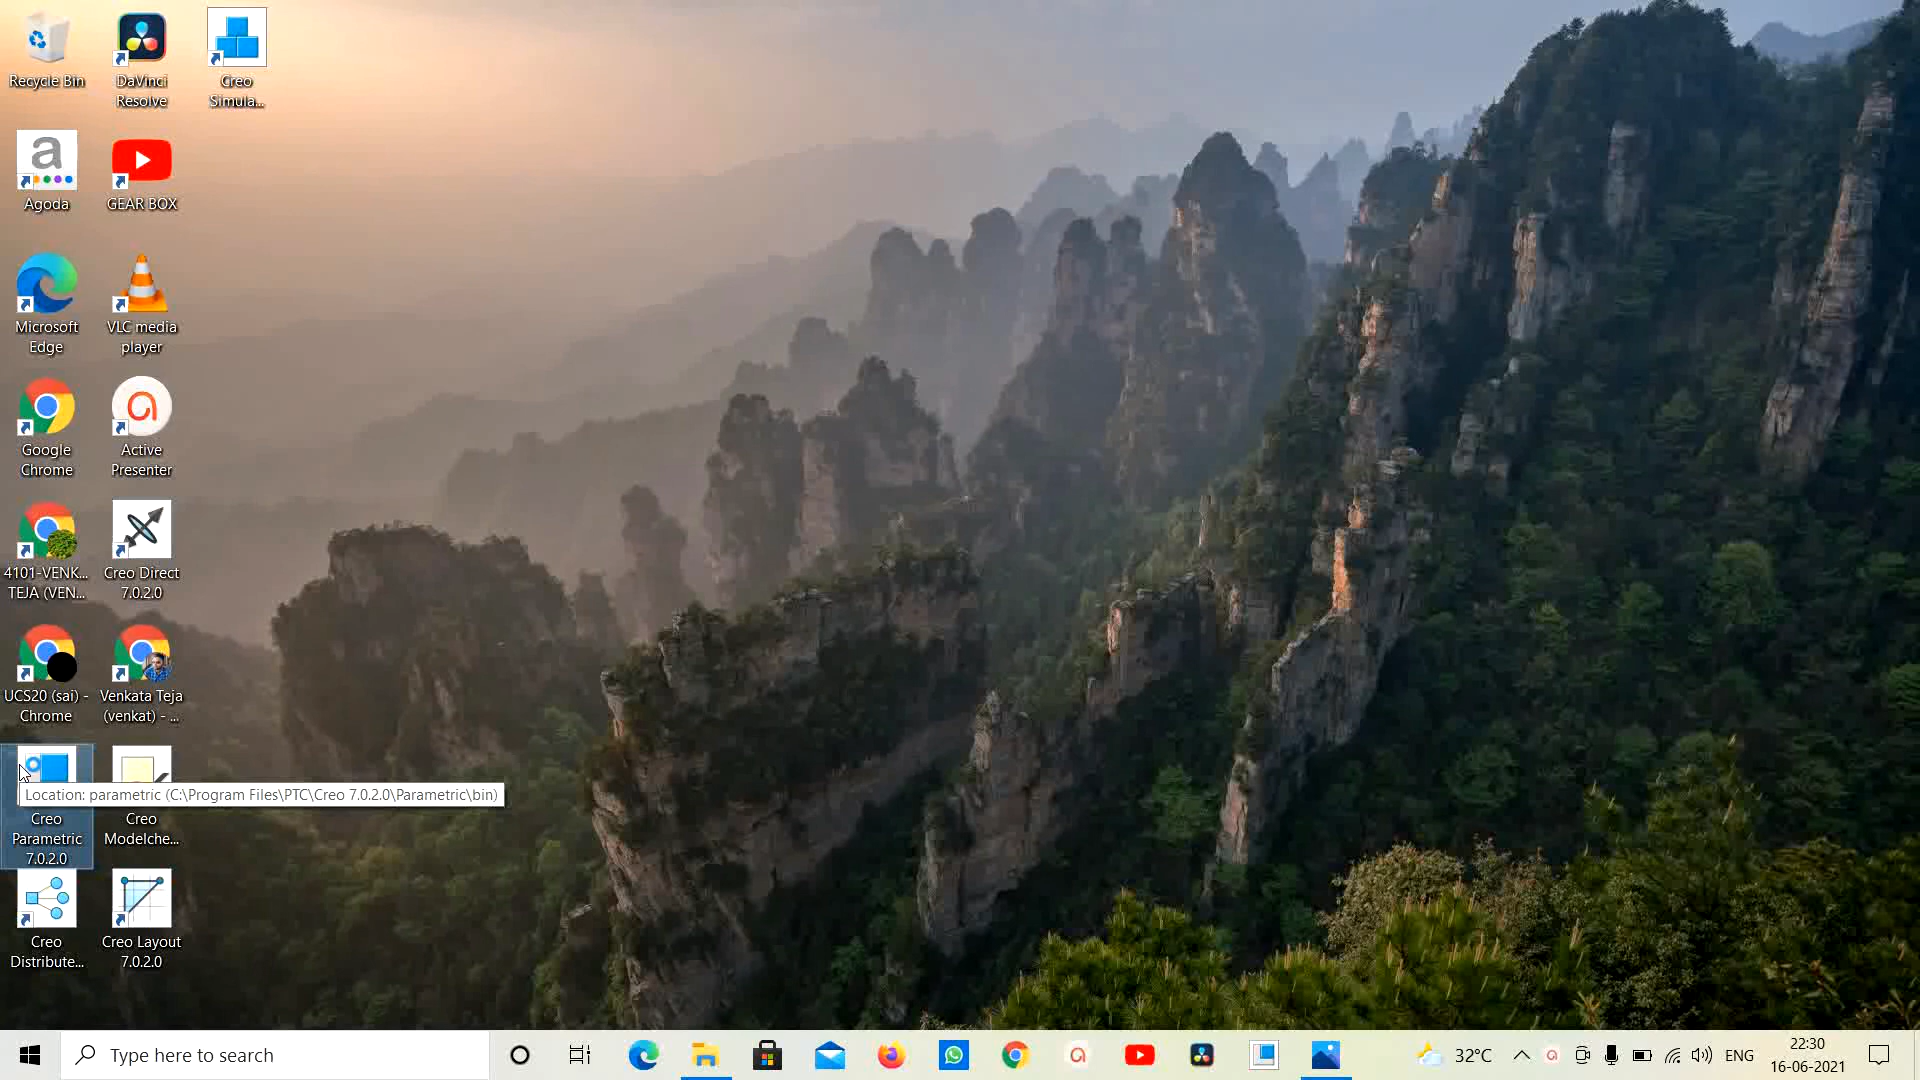 Recycle Bin
DaVinci
Resolve
Creo
Simula...
Agoda
GEAR BOX
Microsoft
Edge
VLC media
player
Google
Chrome
Active
Presenter
4101-VENK...
TEJA (VEN...
Creo Direct
7.0.2.0
UCS20 (sai) -
Chrome
Venkata Teja
(venkat) - ...
Location: parametric (C:\Program Files\PTC\Creo 7.0.2.0\Parametric\bin)
Creo
Parametric
7.0.2.0
Creo
Modelche...
Creo
Distribute...
Creo Layout
7.0.2.0
Type here to search
32°C
ENG
22:30
16-06-2021